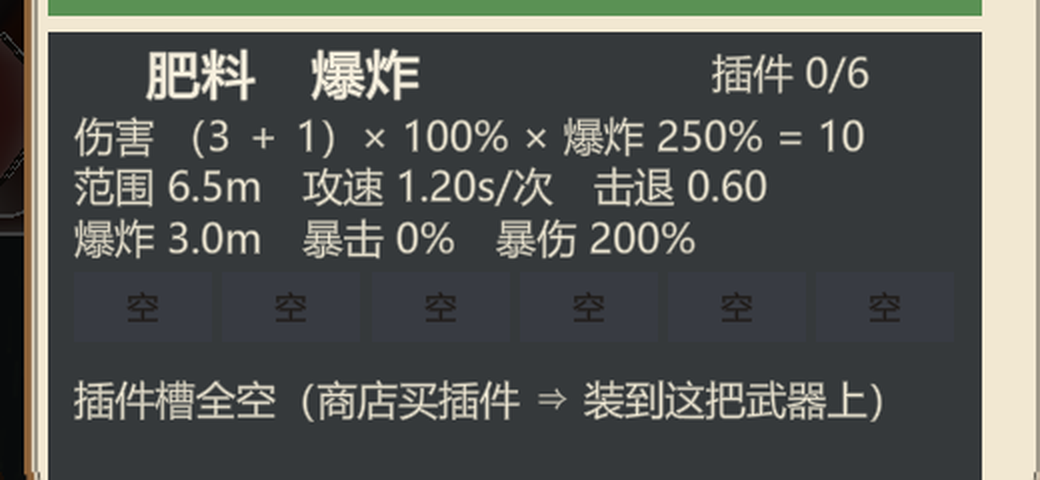 肥料 爆炸 插件 0/6
伤害 （3 + 1）× 100% × 爆炸 250% = 10
范围 6.5m 攻速 1.20s/次 击退 0.60
爆炸 3.0m 暴击 0% 暴伤 200%
空 空 空 空 空 空
插件槽全空（商店买插件 ⇒ 装到这把武器上）